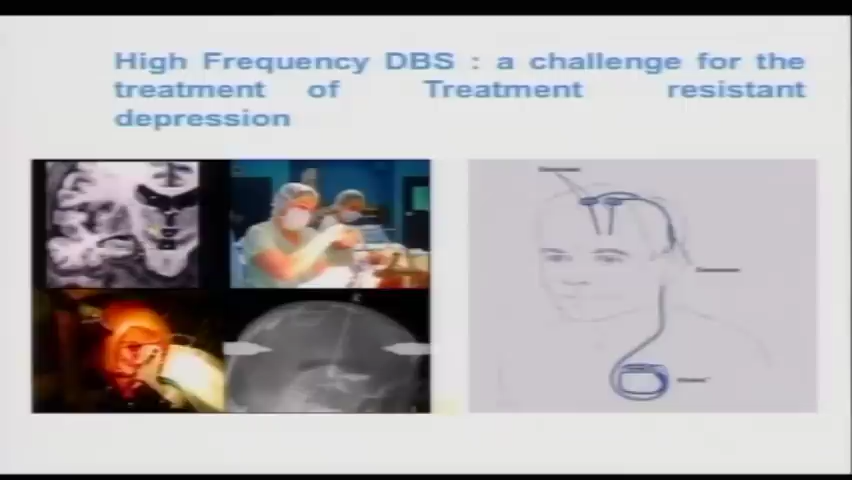 High Frequency DBS : a challenge for the
treatment of Treatment resistant
depression